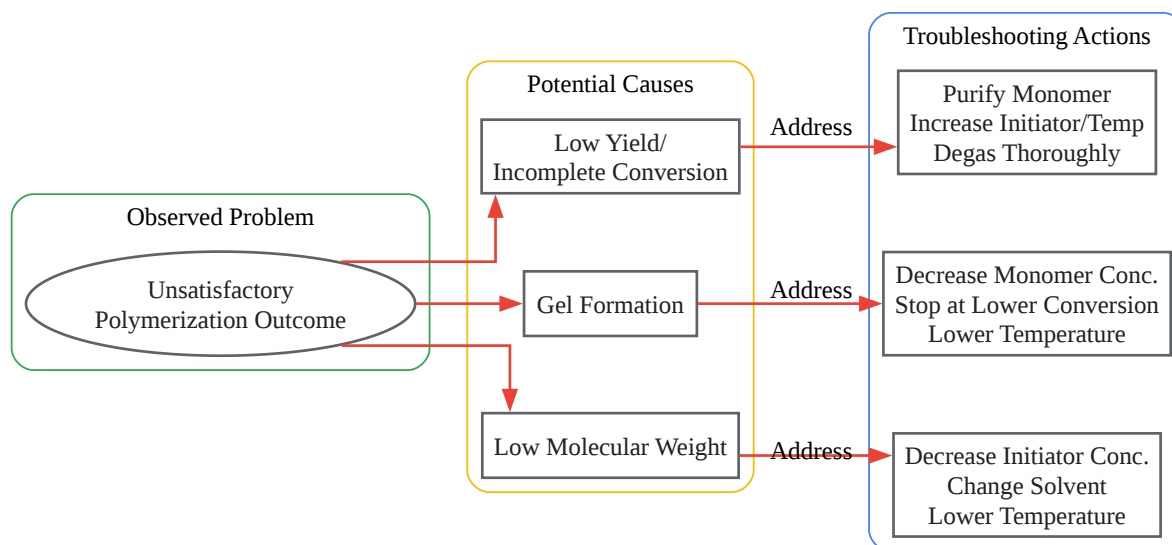 Observed Problem
Unsatisfactory
Polymerization Outcome
Potential Causes
Low Yield/
Incomplete Conversion
Gel Formation
Low Molecular Weight
Address
Address
Address
Troubleshooting Actions
Purify Monomer
Increase Initiator/Temp
Degas Thoroughly
Decrease Monomer Conc.
Stop at Lower Conversion
Lower Temperature
Decrease Initiator Conc.
Change Solvent
Lower Temperature